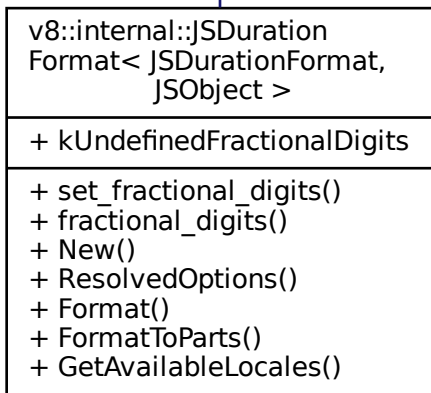 v8::internal::JSDuration
Format< JSDurationFormat,
JSObject >
+ kUndefinedFractionalDigits
+ set_fractional_digits()
+ fractional_digits()
+ New()
+ ResolvedOptions()
+ Format()
+ FormatToParts()
+ GetAvailableLocales()